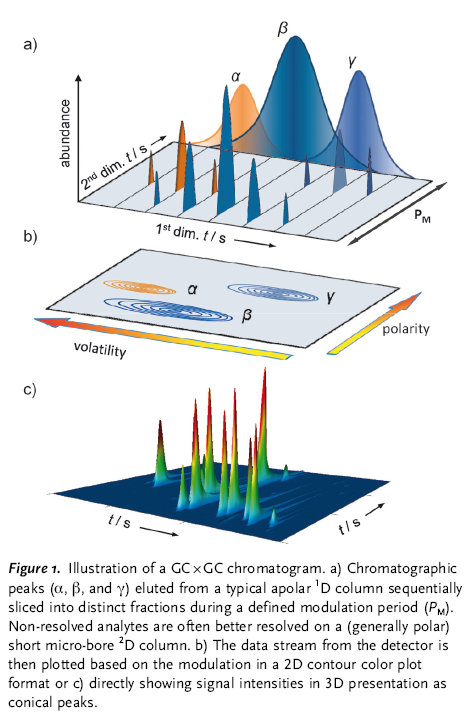 a)
β
γ
α
abundance
2nd dim. t / s
1st dim. t / s
PM
b)
α
γ
β
polarity
volatility
c)
t / s
t / s
Figure 1. Illustration of a GC×GC chromatogram. a) Chromatographic
peaks (α, β, and γ) eluted from a typical apolar ¹D column sequentially
sliced into distinct fractions during a defined modulation period (PM).
Non-resolved analytes are often better resolved on a (generally polar)
short micro-bore ²D column. b) The data stream from the detector is
then plotted based on the modulation in a 2D contour color plot
format or c) directly showing signal intensities in 3D presentation as
conical peaks.